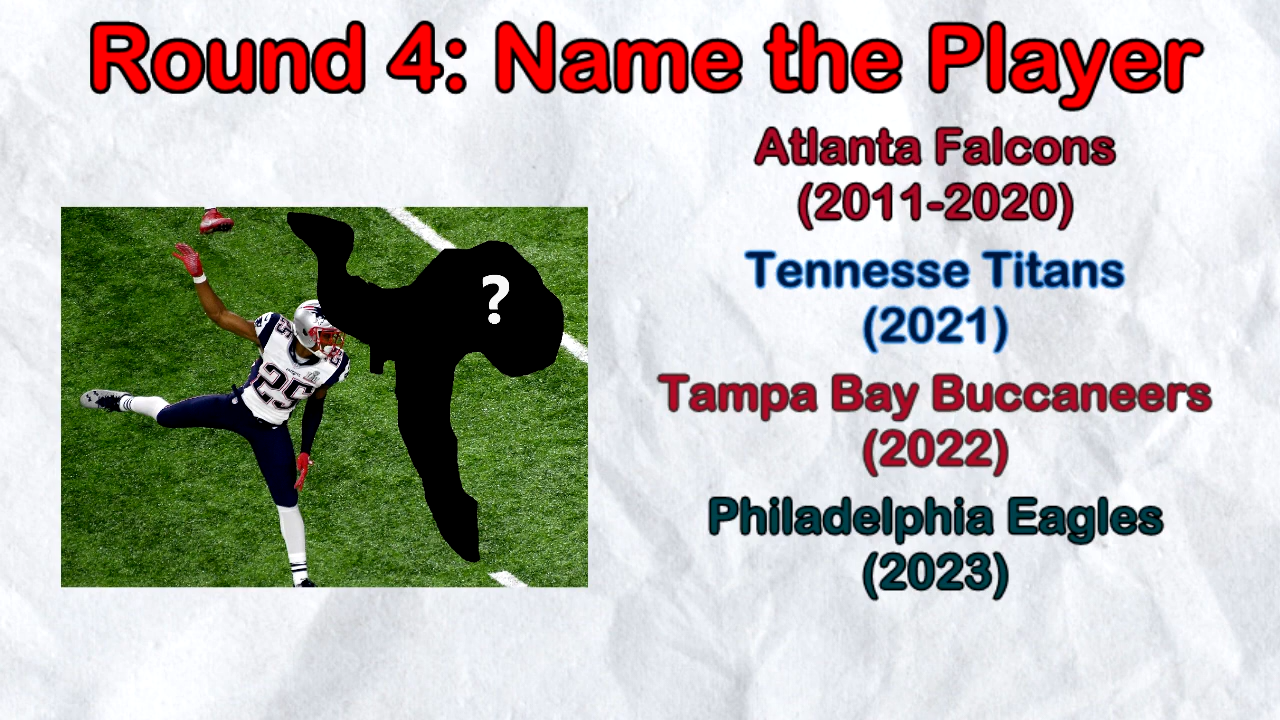 Round 4: Name the Player
Atlanta Falcons
(2011-2020)
Tennesse Titans
(2021)
Tampa Bay Buccaneers
(2022)
Philadelphia Eagles
(2023)
?
25